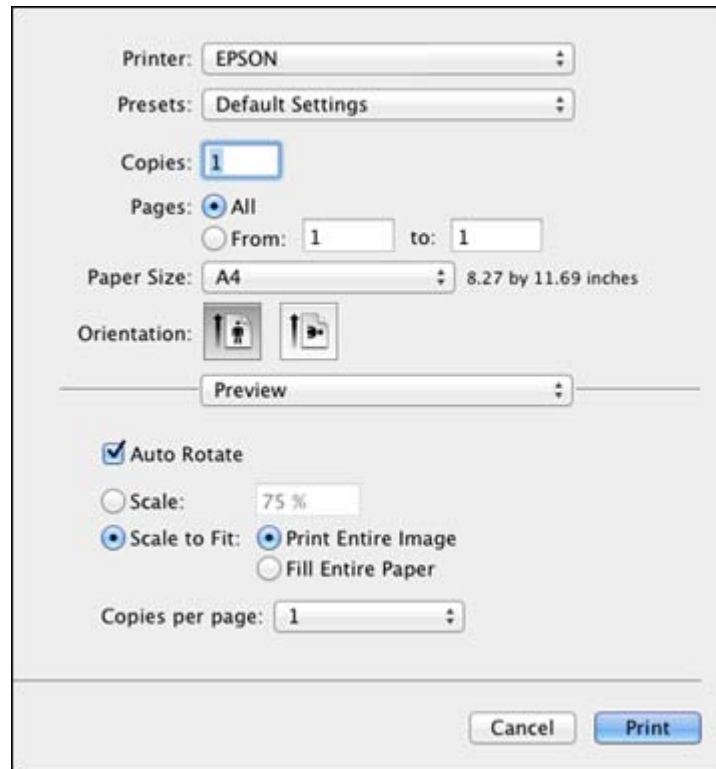 Printer: EPSON
Presets: Default Settings
Copies: 1
Pages: All
From: 1 to: 1
Paper Size: A4 8.27 by 11.69 inches
Orientation:
Preview
Auto Rotate
Scale: 75 %
Scale to Fit: Print Entire Image
Fill Entire Paper
Copies per page: 1
Cancel Print